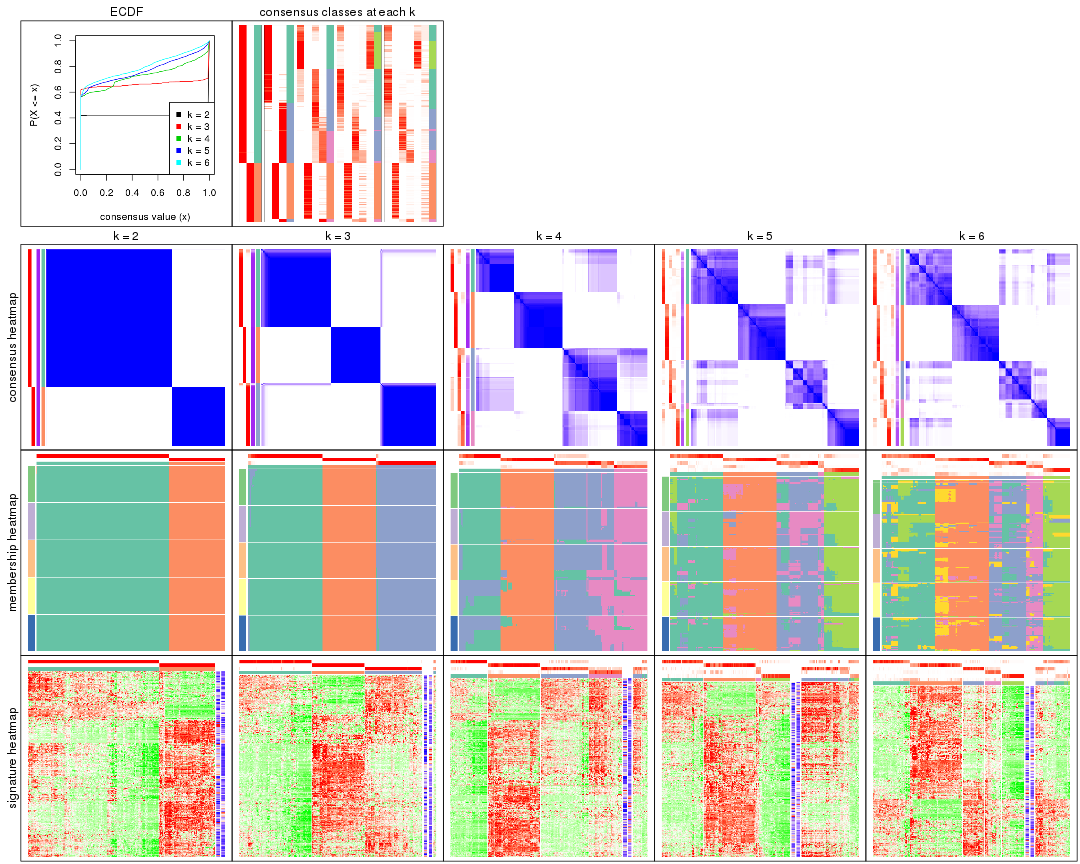 ECDF
consensus classes at each k
P(X <= x)
0.0
0.2
0.4
0.6
0.8
1.0
k = 2
k = 3
k = 4
k = 5
k = 6
0.0 0.2 0.4 0.6 0.8 1.0
consensus value (x)
k = 2
k = 3
k = 4
k = 5
k = 6
consensus heatmap
membership heatmap
signature heatmap